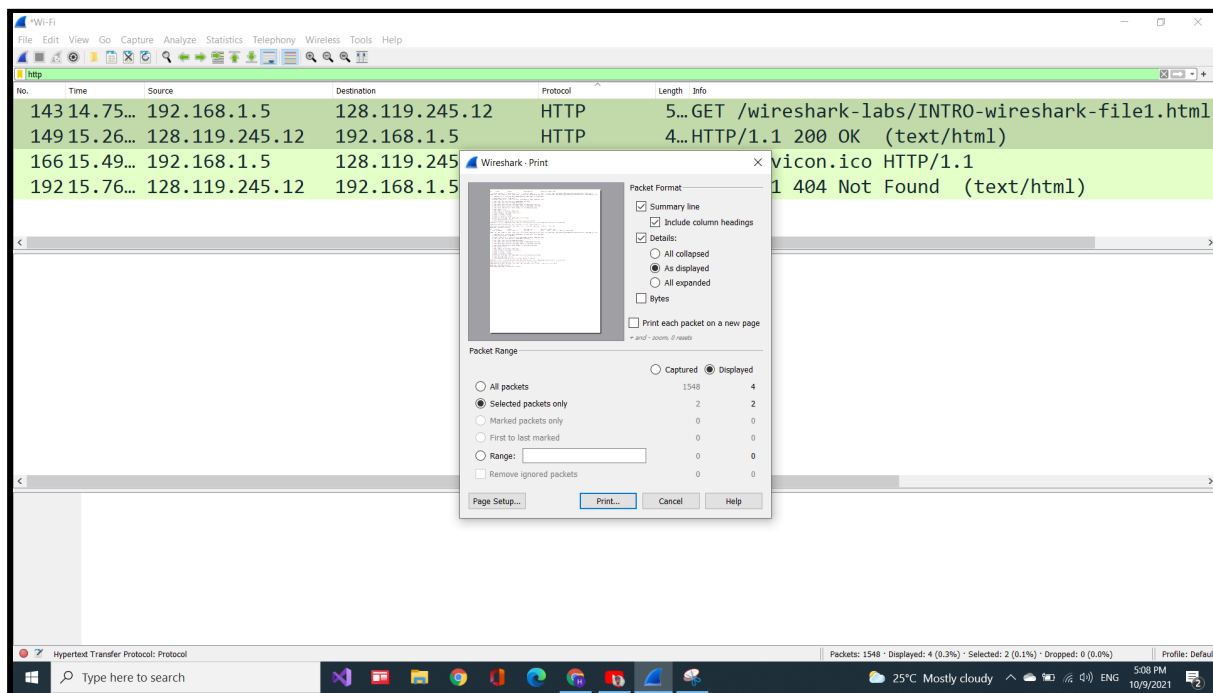 *Wi-Fi
File Edit View Go Capture Analyze Statistics Telephony Wireless Tools Help
http
No. Time Source Destination Protocol Length Info
143 14.75… 192.168.1.5 128.119.245.12 HTTP 5… GET /wireshark-labs/INTRO-wireshark-file1.html
149 15.26… 128.119.245.12 192.168.1.5 HTTP 4… HTTP/1.1 200 OK (text/html)
166 15.49… 192.168.1.5 128.119.245 vicon.ico HTTP/1.1
192 15.76… 128.119.245.12 192.168.1.5 1 404 Not Found (text/html)
Wireshark · Print
Packet Format
Summary line
Include column headings
Details:
All collapsed
As displayed
All expanded
Bytes
Print each packet on a new page
+ and - zoom, 0 resets
Packet Range
Captured Displayed
All packets 1548 4
Selected packets only 2 2
Marked packets only 0 0
First to last marked 0 0
Range: 0 0
Remove ignored packets 0 0
Page Setup... Print... Cancel Help
Hypertext Transfer Protocol: Protocol
Packets: 1548 · Displayed: 4 (0.3%) · Selected: 2 (0.1%) · Dropped: 0 (0.0%) Profile: Defaul
Type here to search
25°C Mostly cloudy ENG
5:08 PM
10/9/2021
2